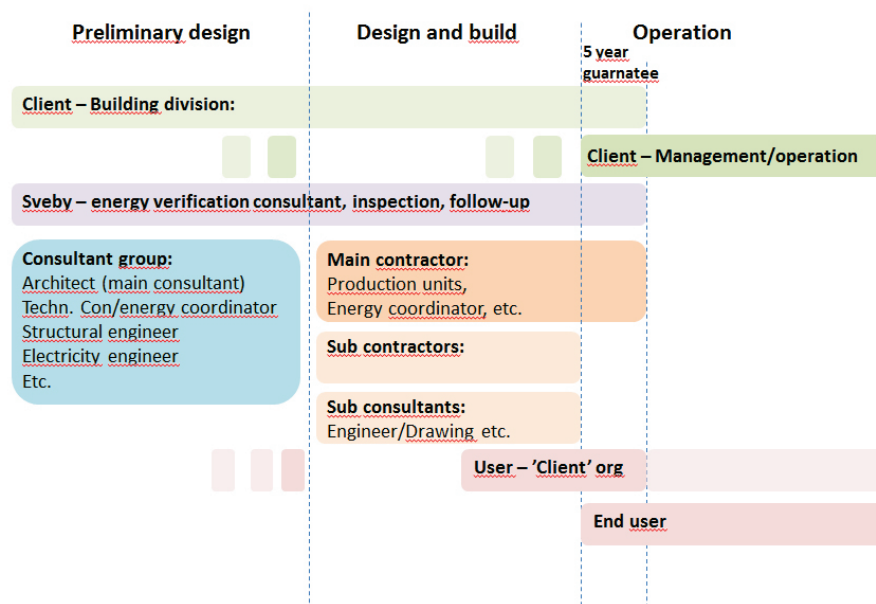 Preliminary design
Design and build
Operation
5 year
guarnatee
Client – Building division:
Client – Management/operation
Sveby – energy verification consultant, inspection, follow-up
Consultant group:
Architect (main consultant)
Techn. Con/energy coordinator
Structural engineer
Electricity engineer
Etc.
Main contractor:
Production units,
Energy coordinator, etc.
Sub contractors:
Sub consultants:
Engineer/Drawing etc.
User – ’Client’ org
End user